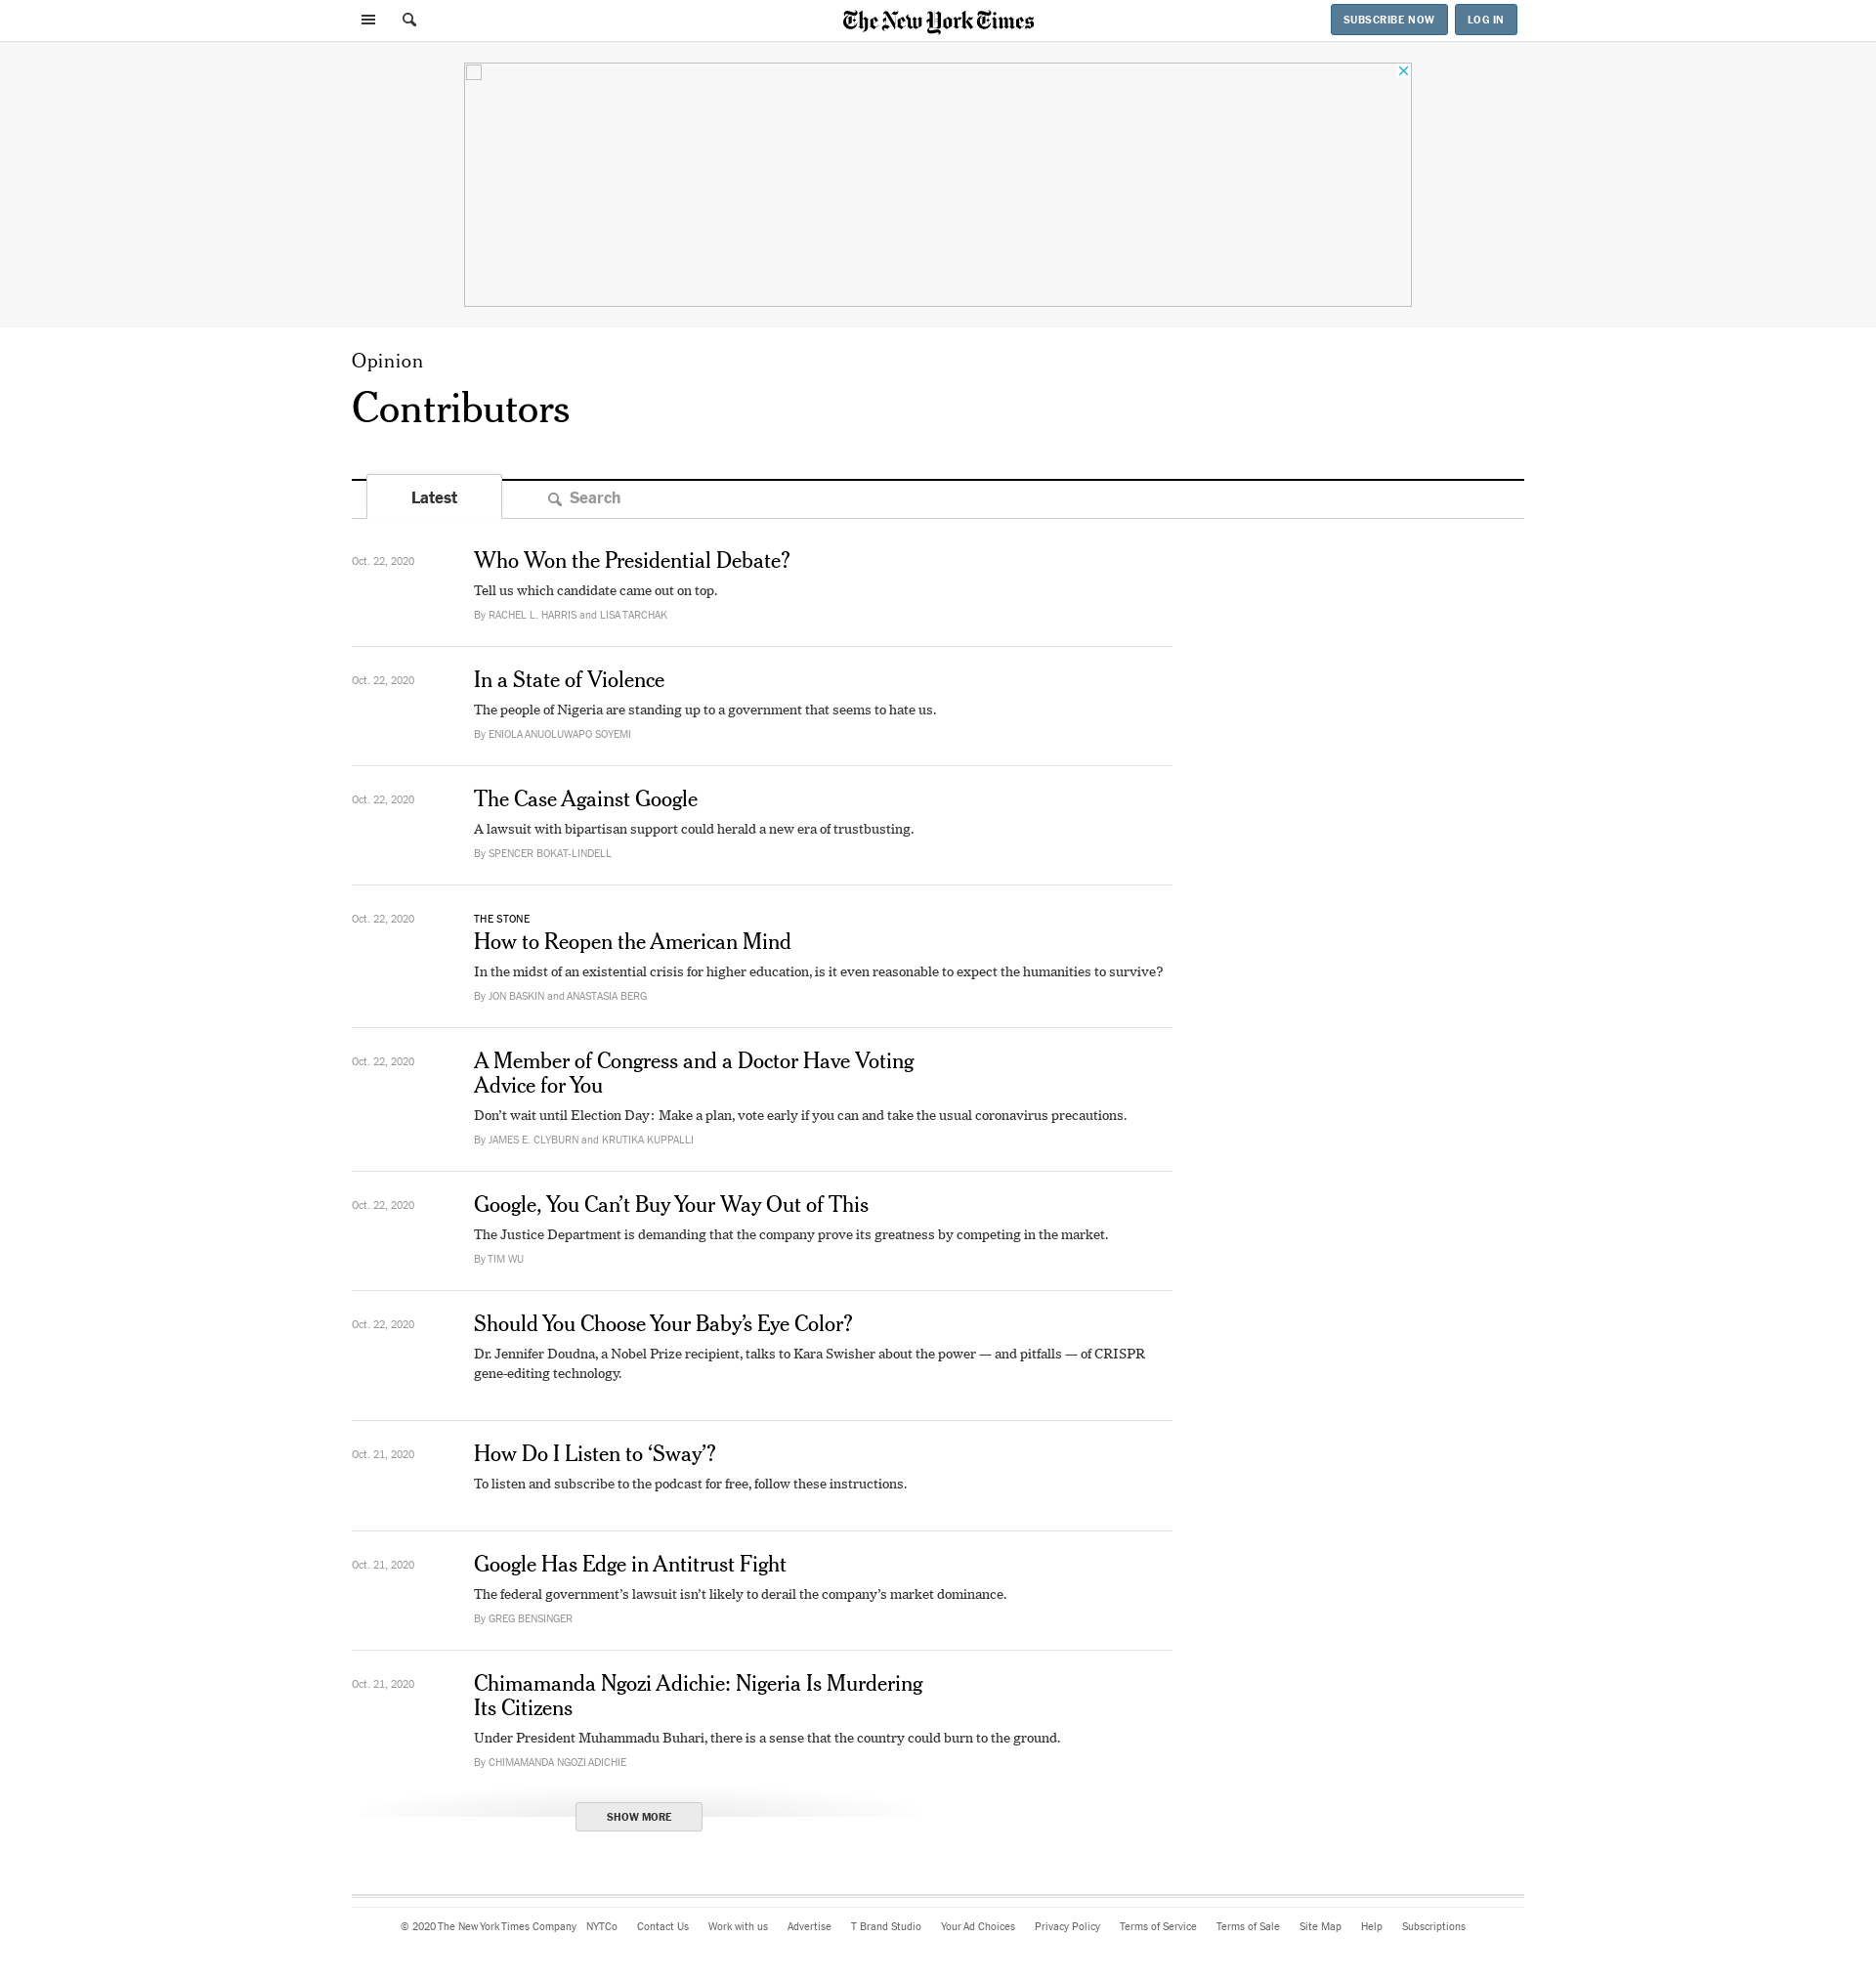 The New York Times
SUBSCRIBE NOW
LOG IN
Opinion
Contributors
Latest
Search
Oct. 22, 2020
Who Won the Presidential Debate?
Tell us which candidate came out on top.
By RACHEL L. HARRIS and LISA TARCHAK
Oct. 22, 2020
In a State of Violence
The people of Nigeria are standing up to a government that seems to hate us.
By ENIOLA ANUOLUWAPO SOYEMI
Oct. 22, 2020
The Case Against Google
A lawsuit with bipartisan support could herald a new era of trustbusting.
By SPENCER BOKAT-LINDELL
Oct. 22, 2020
THE STONE
How to Reopen the American Mind
In the midst of an existential crisis for higher education, is it even reasonable to expect the humanities to survive?
By JON BASKIN and ANASTASIA BERG
Oct. 22, 2020
A Member of Congress and a Doctor Have Voting
Advice for You
Don’t wait until Election Day: Make a plan, vote early if you can and take the usual coronavirus precautions.
By JAMES E. CLYBURN and KRUTIKA KUPPALLI
Oct. 22, 2020
Google, You Can’t Buy Your Way Out of This
The Justice Department is demanding that the company prove its greatness by competing in the market.
By TIM WU
Oct. 22, 2020
Should You Choose Your Baby’s Eye Color?
Dr. Jennifer Doudna, a Nobel Prize recipient, talks to Kara Swisher about the power — and pitfalls — of CRISPR
gene-editing technology.
Oct. 21, 2020
How Do I Listen to ‘Sway’?
To listen and subscribe to the podcast for free, follow these instructions.
Oct. 21, 2020
Google Has Edge in Antitrust Fight
The federal government’s lawsuit isn’t likely to derail the company’s market dominance.
By GREG BENSINGER
Oct. 21, 2020
Chimamanda Ngozi Adichie: Nigeria Is Murdering
Its Citizens
Under President Muhammadu Buhari, there is a sense that the country could burn to the ground.
By CHIMAMANDA NGOZI ADICHIE
SHOW MORE
© 2020 The New York Times Company NYTCo Contact Us Work with us Advertise T Brand Studio Your Ad Choices Privacy Policy Terms of Service Terms of Sale Site Map Help Subscriptions